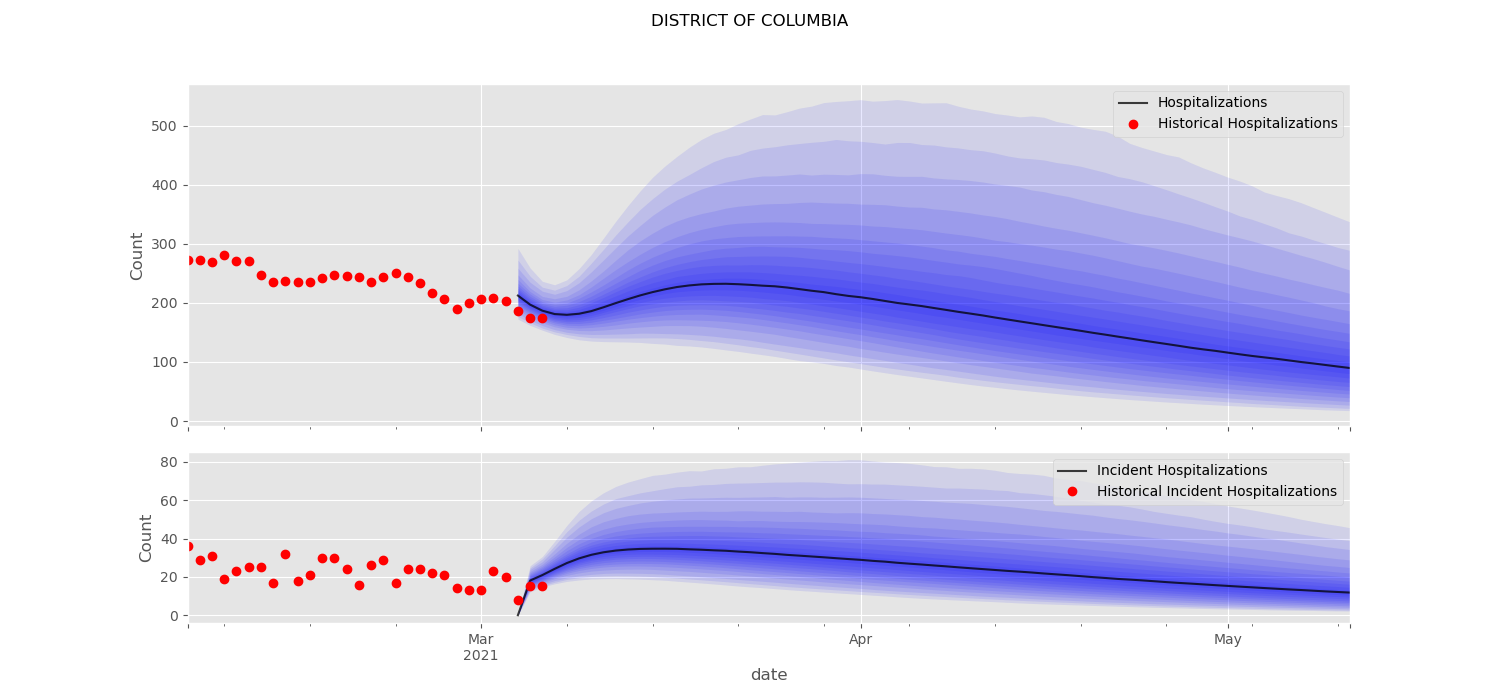 DISTRICT OF COLUMBIA
Hospitalizations
Historical Hospitalizations
500
400
300
200
100
0
Count
Incident Hospitalizations
Historical Incident Hospitalizations
80
60
40
20
0
Count
Mar
2021
Apr
May
date